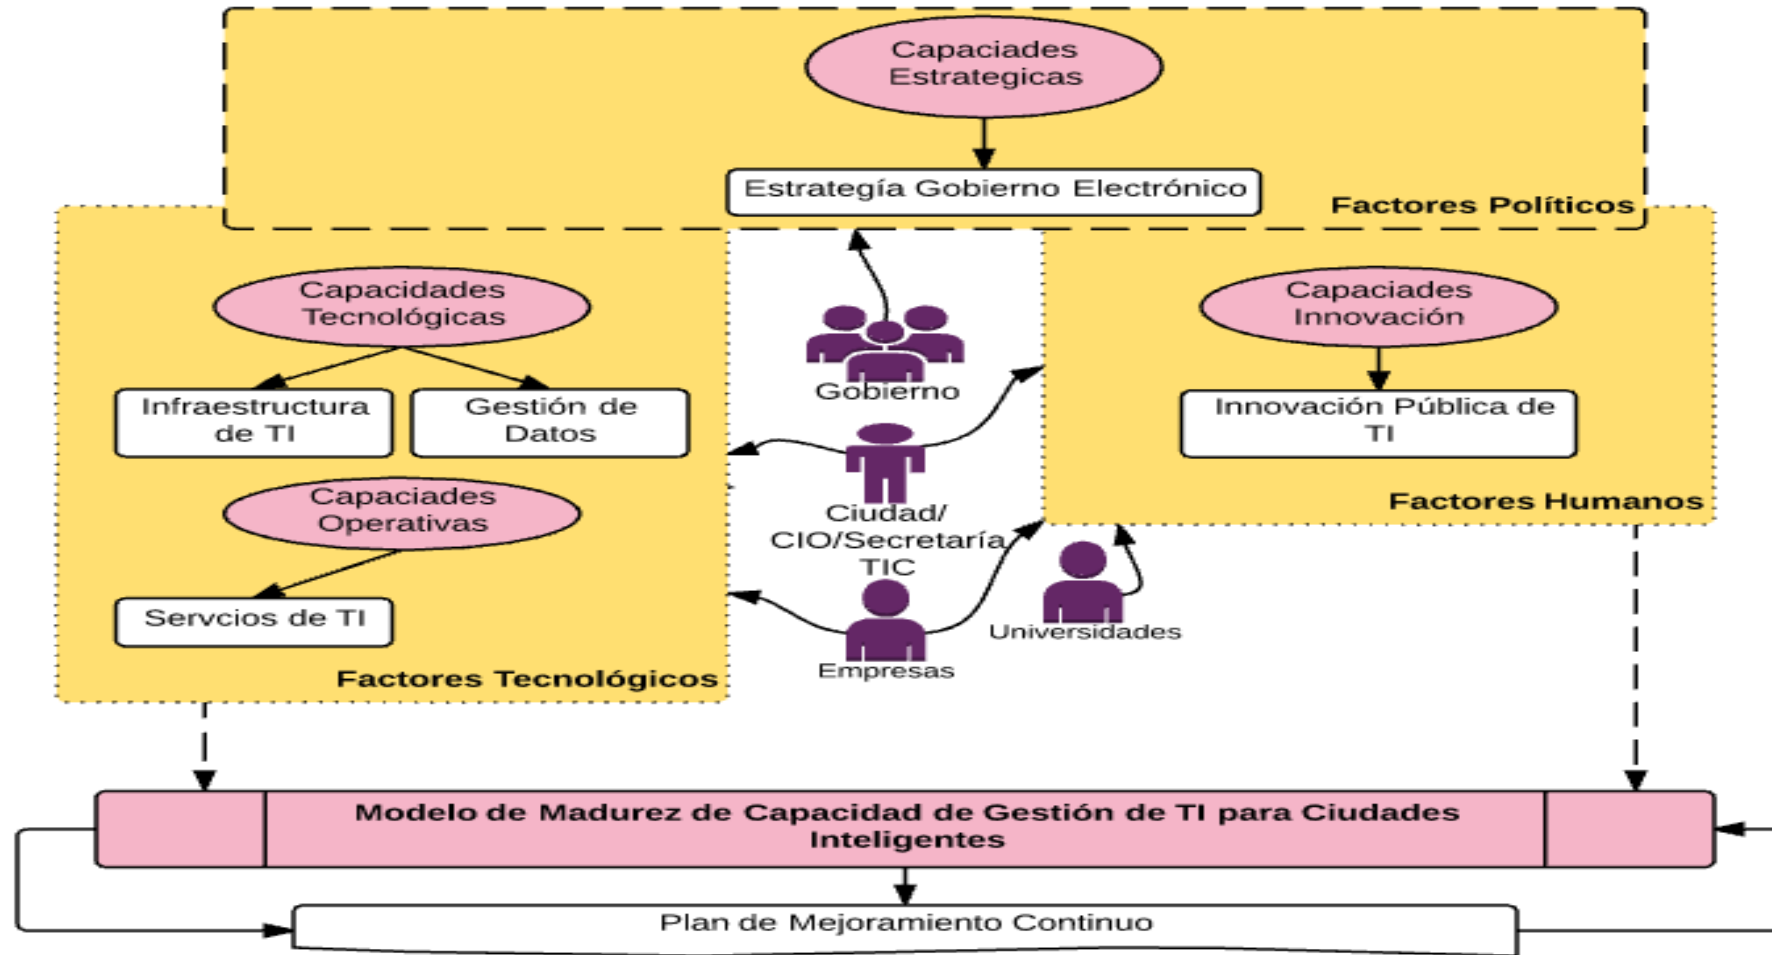 Capaciades
Estrategicas
Estrategía Gobierno Electrónico
Factores Políticos
Capacidades
Tecnológicas
Infraestructura
de TI
Gestión de
Datos
Capaciades
Operativas
Servcios de TI
Factores Tecnológicos
Gobierno
Ciudad/
CIO/Secretaría
TIC
Empresas
Universidades
Capaciades
Innovación
Innovación Pública de
TI
Factores Humanos
Modelo de Madurez de Capacidad de Gestión de TI para Ciudades
Inteligentes
Plan de Mejoramiento Continuo